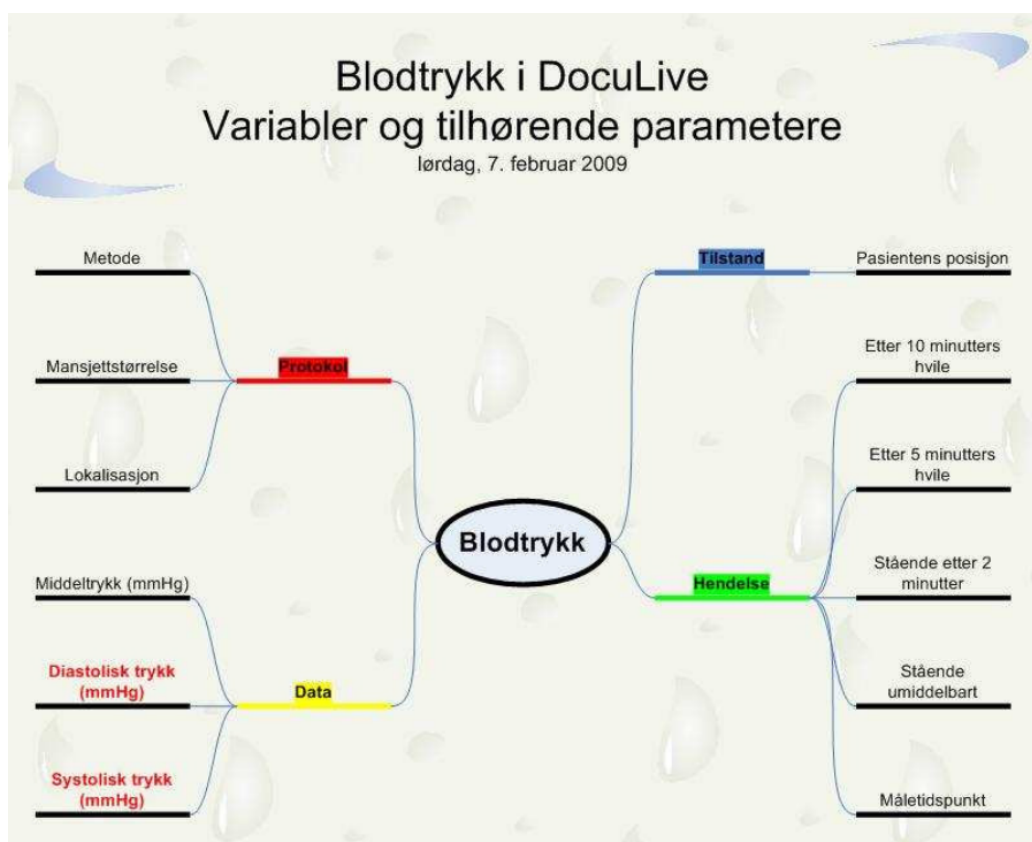 Blodtrykk i DocuLive
Variabler og tilhørende parametere
lørdag, 7. februar 2009
Metode
Mansjettstørrelse
Lokalisasjon
Protokol
Middeltrykk (mmHg)
Diastolisk trykk
(mmHg)
Systolisk trykk
(mmHg)
Data
Blodtrykk
Tilstand
Pasientens posisjon
Hendelse
Etter 10 minutters
hvile
Etter 5 minutters
hvile
Stående etter 2
minutter
Stående
umiddelbart
Måletidspunkt